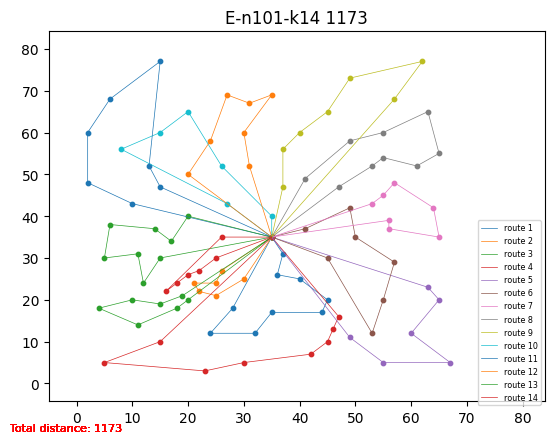 E-n101-k14 1173
80
70
60
50
40
30
20
10
0
0 10 20 30 40 50 60 70 80
route 1
route 2
route 3
route 4
route 5
route 6
route 7
route 8
route 9
route 10
route 11
route 12
route 13
route 14
Total distance: 1173